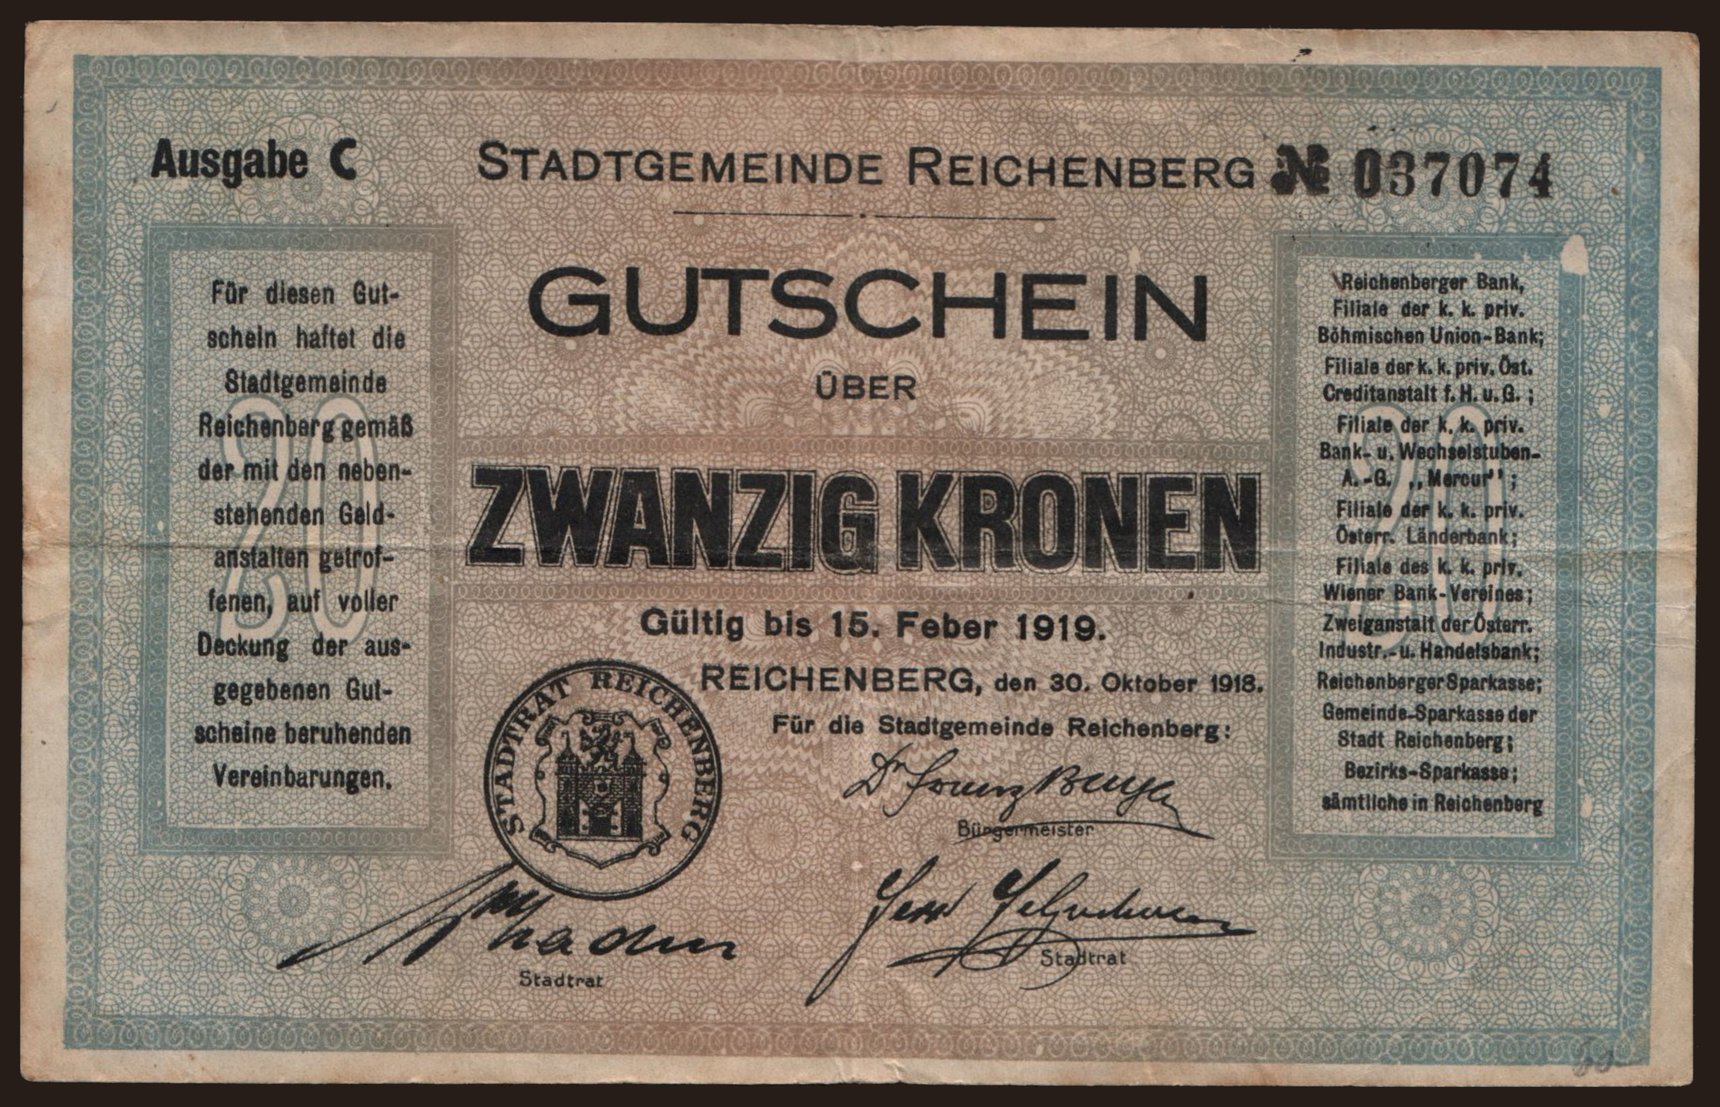 Ausgabe C
STADTGEMEINDE REICHENBERG № 037074
Für diesen Gut-
schein haftet die
Stadtgemeinde
Reichenberg gemäß
der mit den neben-
stehenden Geld-
anstalten getrof-
fenen, auf voller
Deckung der aus-
gegebenen Gut-
scheine beruhenden
Vereinbarungen.
20
GUTSCHEIN
ÜBER
ZWANZIG KRONEN
Gültig bis 15. Feber 1919.
REICHENBERG, den 30. Oktober 1918.
Für die Stadtgemeinde Reichenberg:
Dr Franz Bayer
Bürgermeister
STADTRAT REICHENBERG
Stadtrat
Stadtrat
Reichenberger Bank,
Filiale der k. k. priv.
Böhmischen Union-Bank;
Filiale der k. k. priv. Öst.
Creditanstalt f. H. u. G. ;
Filiale der k. k. priv.
Bank- u. Wechselstuben-
A.-G. „Mercur" ;
Filiale der k. k. priv.
Österr. Länderbank;
Filiale des k. k. priv.
Wiener Bank-Vereines;
Zweiganstalt der Österr.
Industr.- u. Handelsbank;
Reichenberger Sparkasse;
Gemeinde-Sparkasse der
Stadt Reichenberg;
Bezirks-Sparkasse;
sämtliche in Reichenberg
20